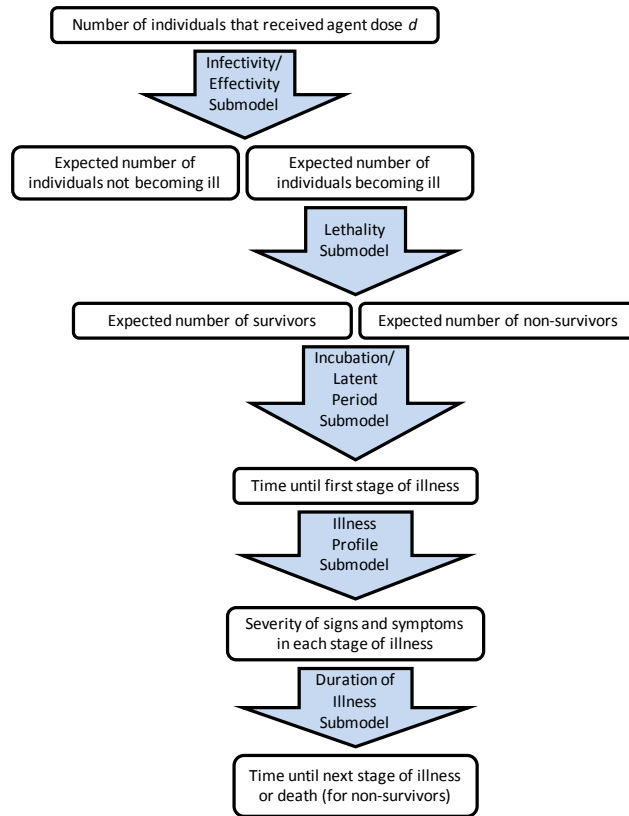 Number of individuals that received agent dose d
Infectivity/
Effectivity
Submodel
Expected number of
individuals not becoming ill
Expected number of
individuals becoming ill
Lethality
Submodel
Expected number of survivors
Expected number of non-survivors
Incubation/
Latent
Period
Submodel
Time until first stage of illness
Illness
Profile
Submodel
Severity of signs and symptoms
in each stage of illness
Duration of
Illness
Submodel
Time until next stage of illness
or death (for non-survivors)